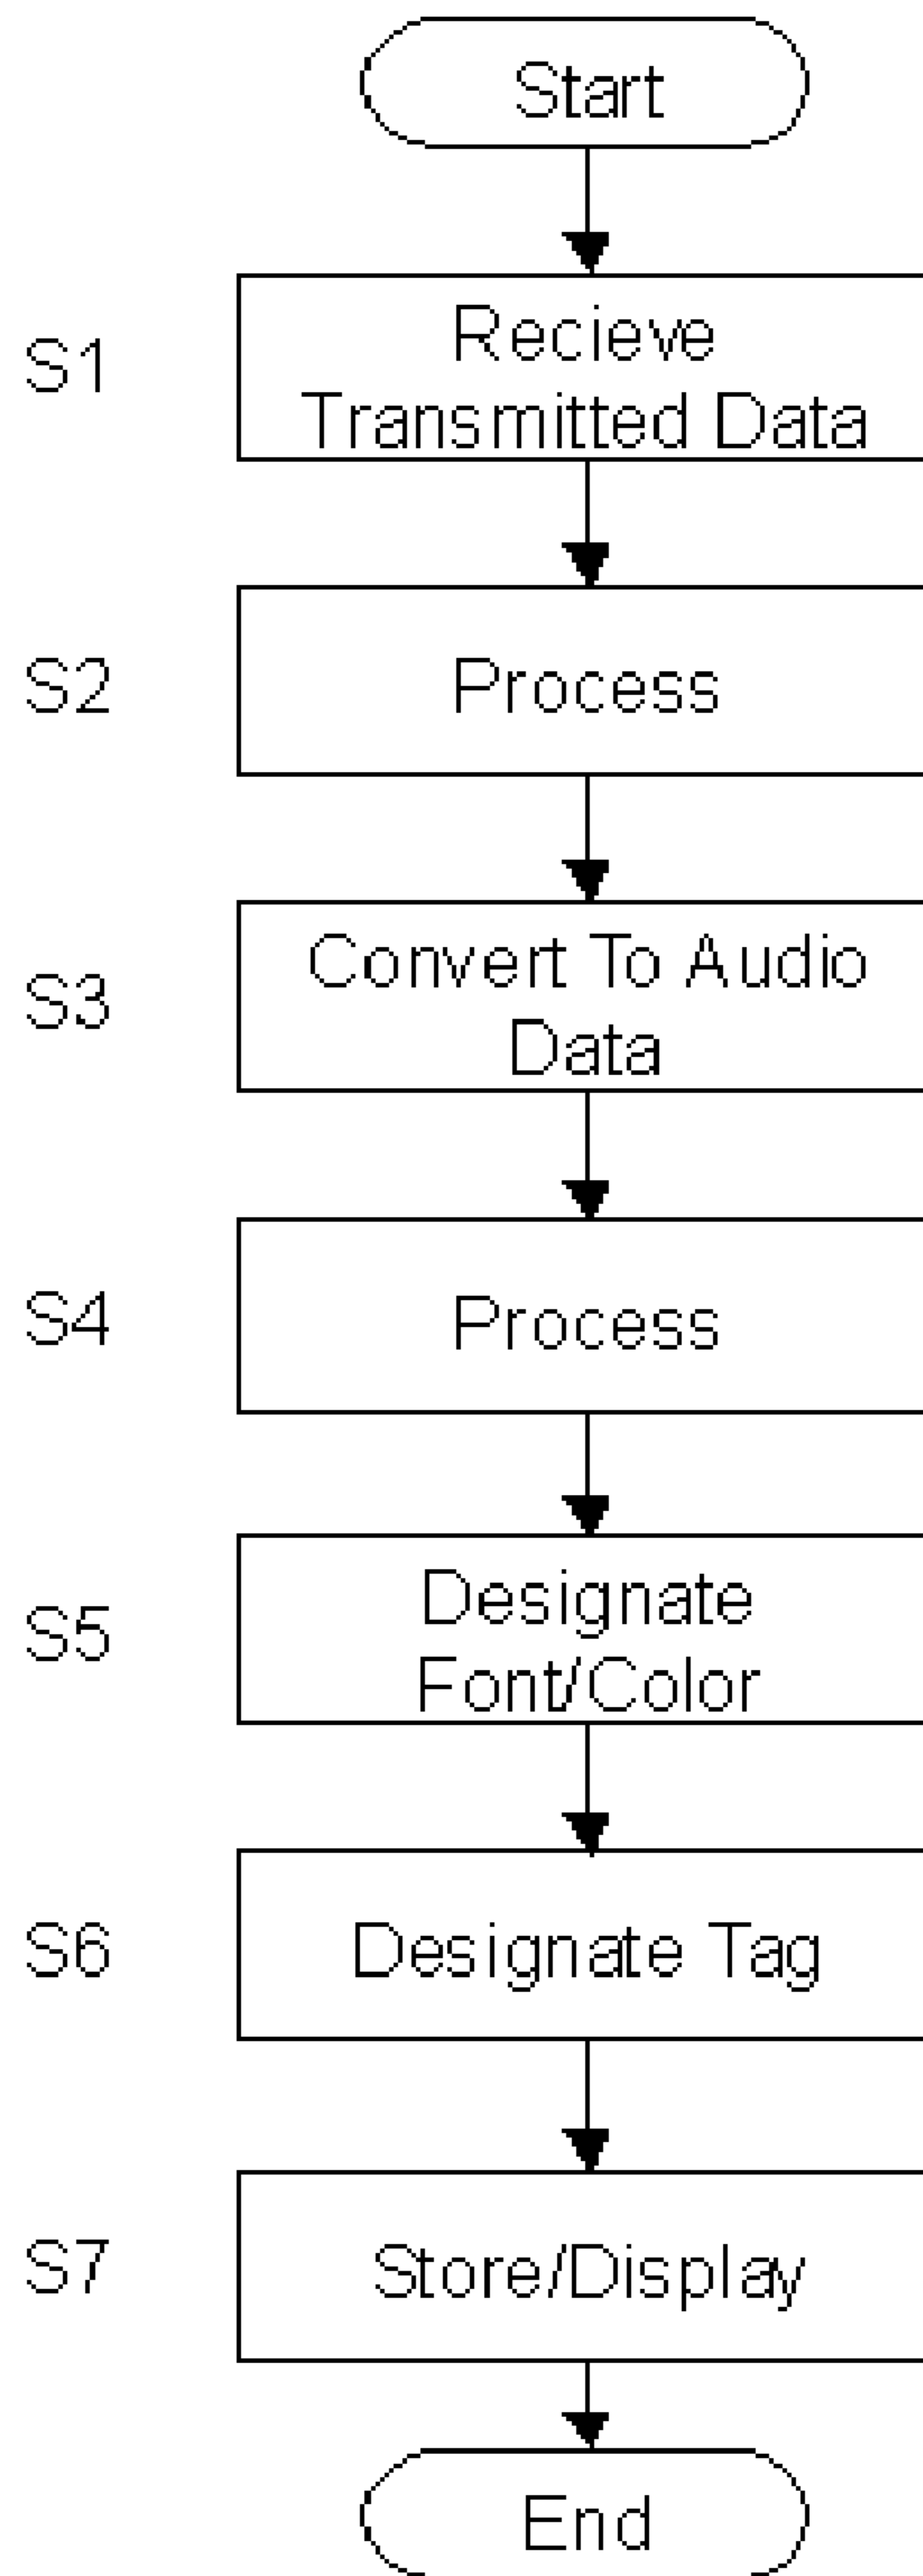 Start
S1
Recieve
Transmitted Data
S2
Process
S3
Convert To Audio
Data
S4
Process
S5
Designate
Font/Color
S6
Designate Tag
S7
Store/Display
End